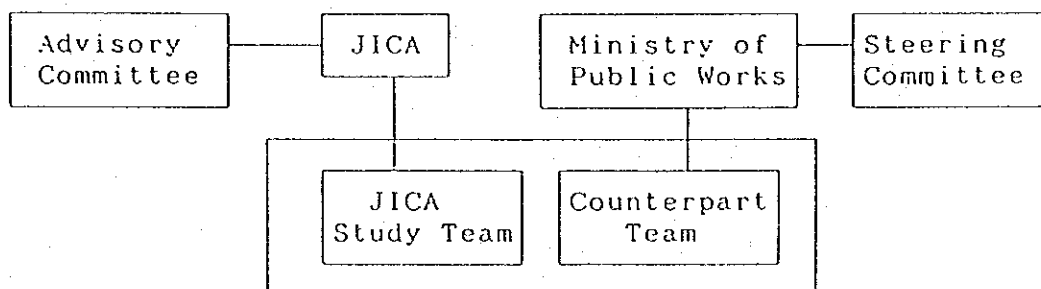 Advisory
Committee
JICA
Ministry of
Public Works
Steering
Committee
JICA
Study Team
Counterpart
Team